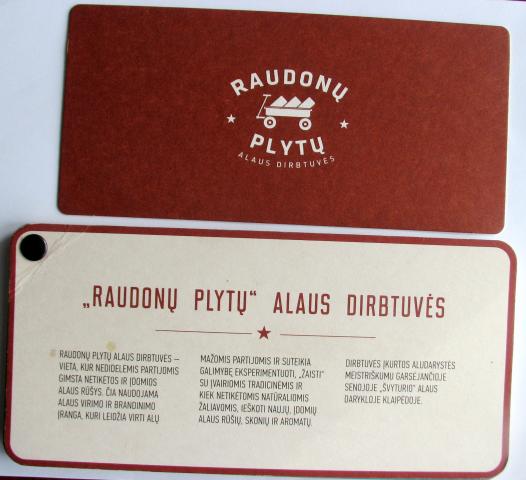 RAUDONŲ
PLYTŲ
ALAUS DIRBTUVĖS
„RAUDONŲ PLYTŲ“ ALAUS DIRBTUVĖS
RAUDONŲ PLYTŲ ALAUS DIRBTUVĖS –
VIETA, KUR NEDIDELĖMIS PARTIJOMIS
GIMSTA NETIKĖTOS IR ĮDOMIOS
ALAUS RŪŠYS. ČIA NAUDOJAMA
ALAUS VIRIMO IR BRANDINIMO
ĮRANGA, KURI LEIDŽIA VIRTI ALŲ
MAŽOMIS PARTIJOMIS IR SUTEIKIA
GALIMYBĘ EKSPERIMENTUOTI, „ŽAISTI“
SU ĮVAIRIOMIS TRADICINĖMIS IR
KIEK NETIKĖTOMIS NATŪRALIOMIS
ŽALIAVOMIS, IEŠKOTI NAUJŲ, ĮDOMIŲ
ALAUS RŪŠIŲ, SKONIŲ IR AROMATŲ.
DIRBTUVĖS ĮKURTOS ALUDARYSTĖS
MEISTRIŠKUMU GARSĖJANČIOJE
SENOJOJE „ŠVYTURIO“ ALAUS
DARYKLOJE KLAIPĖDOJE.